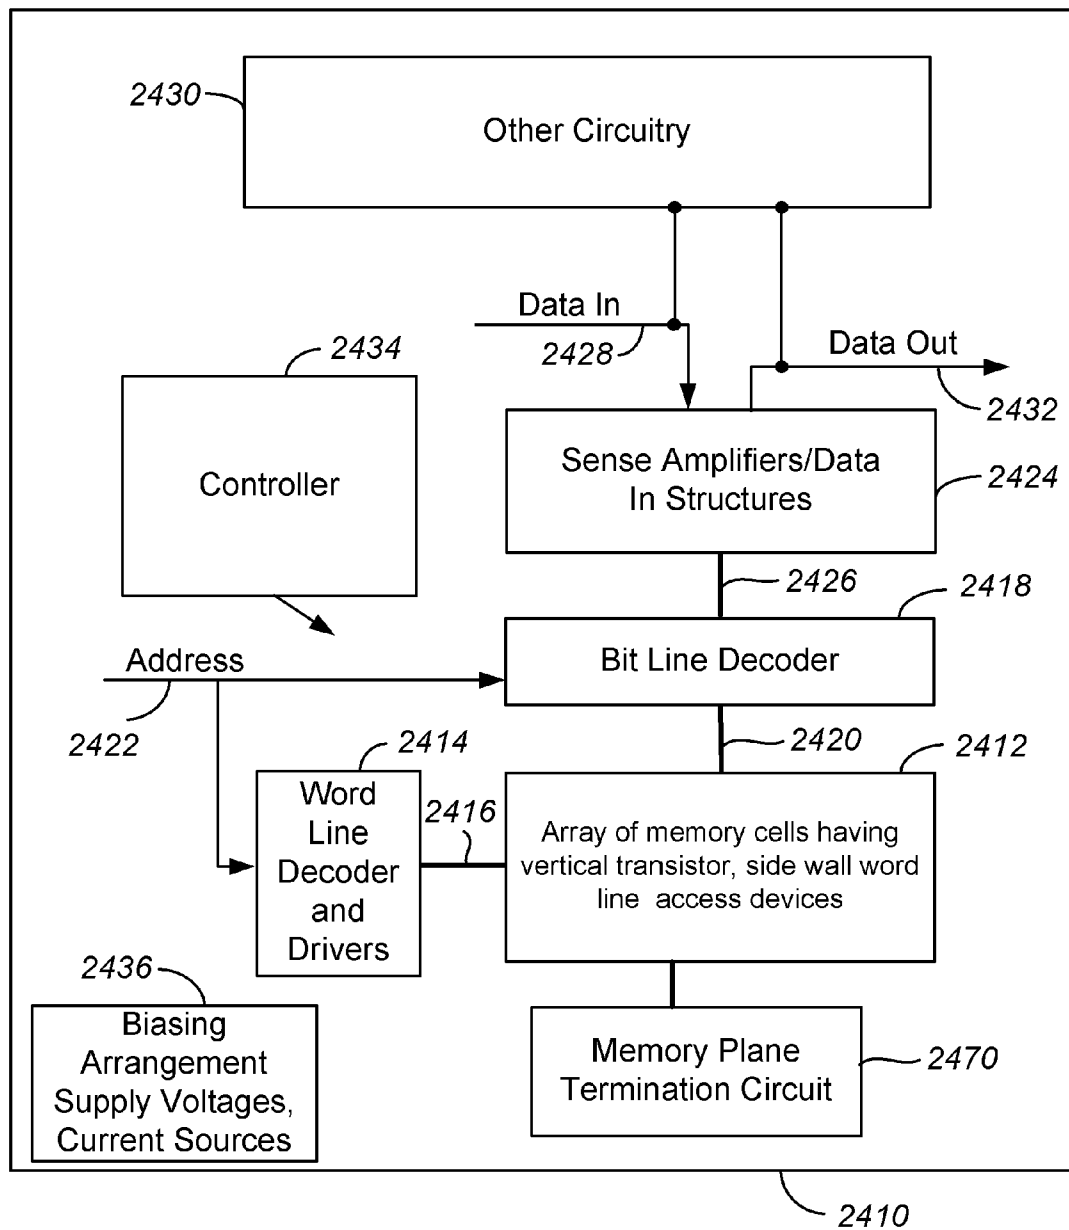 2430
Other Circuitry
Data In
2428
2434
Data Out
2432
Controller
Sense Amplifiers/Data
In Structures
2424
2426
2418
Address
Bit Line Decoder
2422
2414
2420
2412
Word
Line
Decoder
and
Drivers
2416
Array of memory cells having
vertical transistor, side wall word
line access devices
2436
Biasing
Arrangement
Supply Voltages,
Current Sources
Memory Plane
Termination Circuit
2470
2410